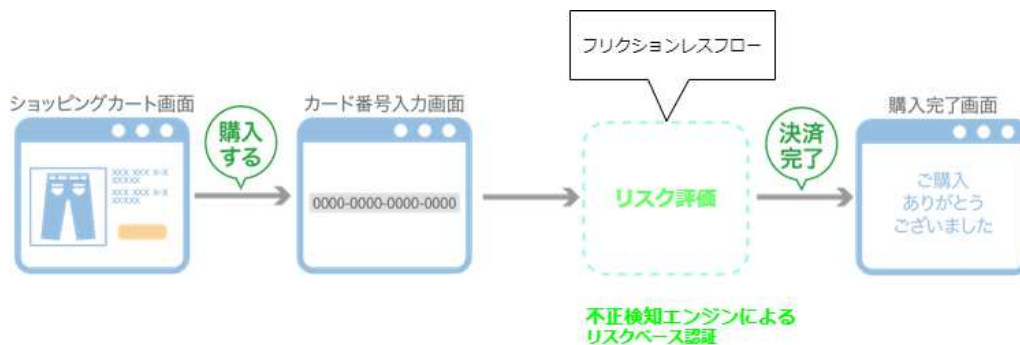 フリクションレスフロー
ショッピングカート画面
購入
する
カード番号入力画面
0000-0000-0000-0000
リスク評価
決済
完了
購入完了画面
ご購入
ありがとう
ございました
不正検知エンジンによる
リスクベース認証